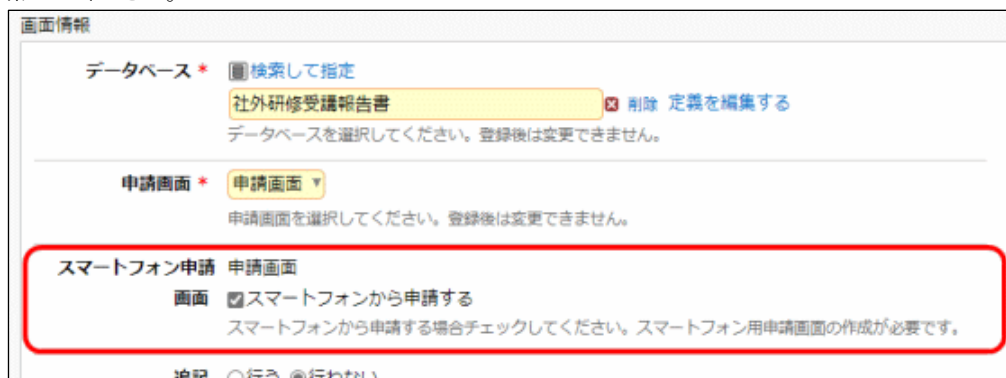 画面情報
データベース * 検索して指定
社外研修受講報告書 削除 定義を編集する
データベースを選択してください。登録後は変更できません。
申請画面 * 申請画面
申請画面を選択してください。登録後は変更できません。
スマートフォン申請 申請画面
画面 スマートフォンから申請する
スマートフォンから申請する場合チェックしてください。スマートフォン用申請画面の作成が必要です。
追記 行う 行わない